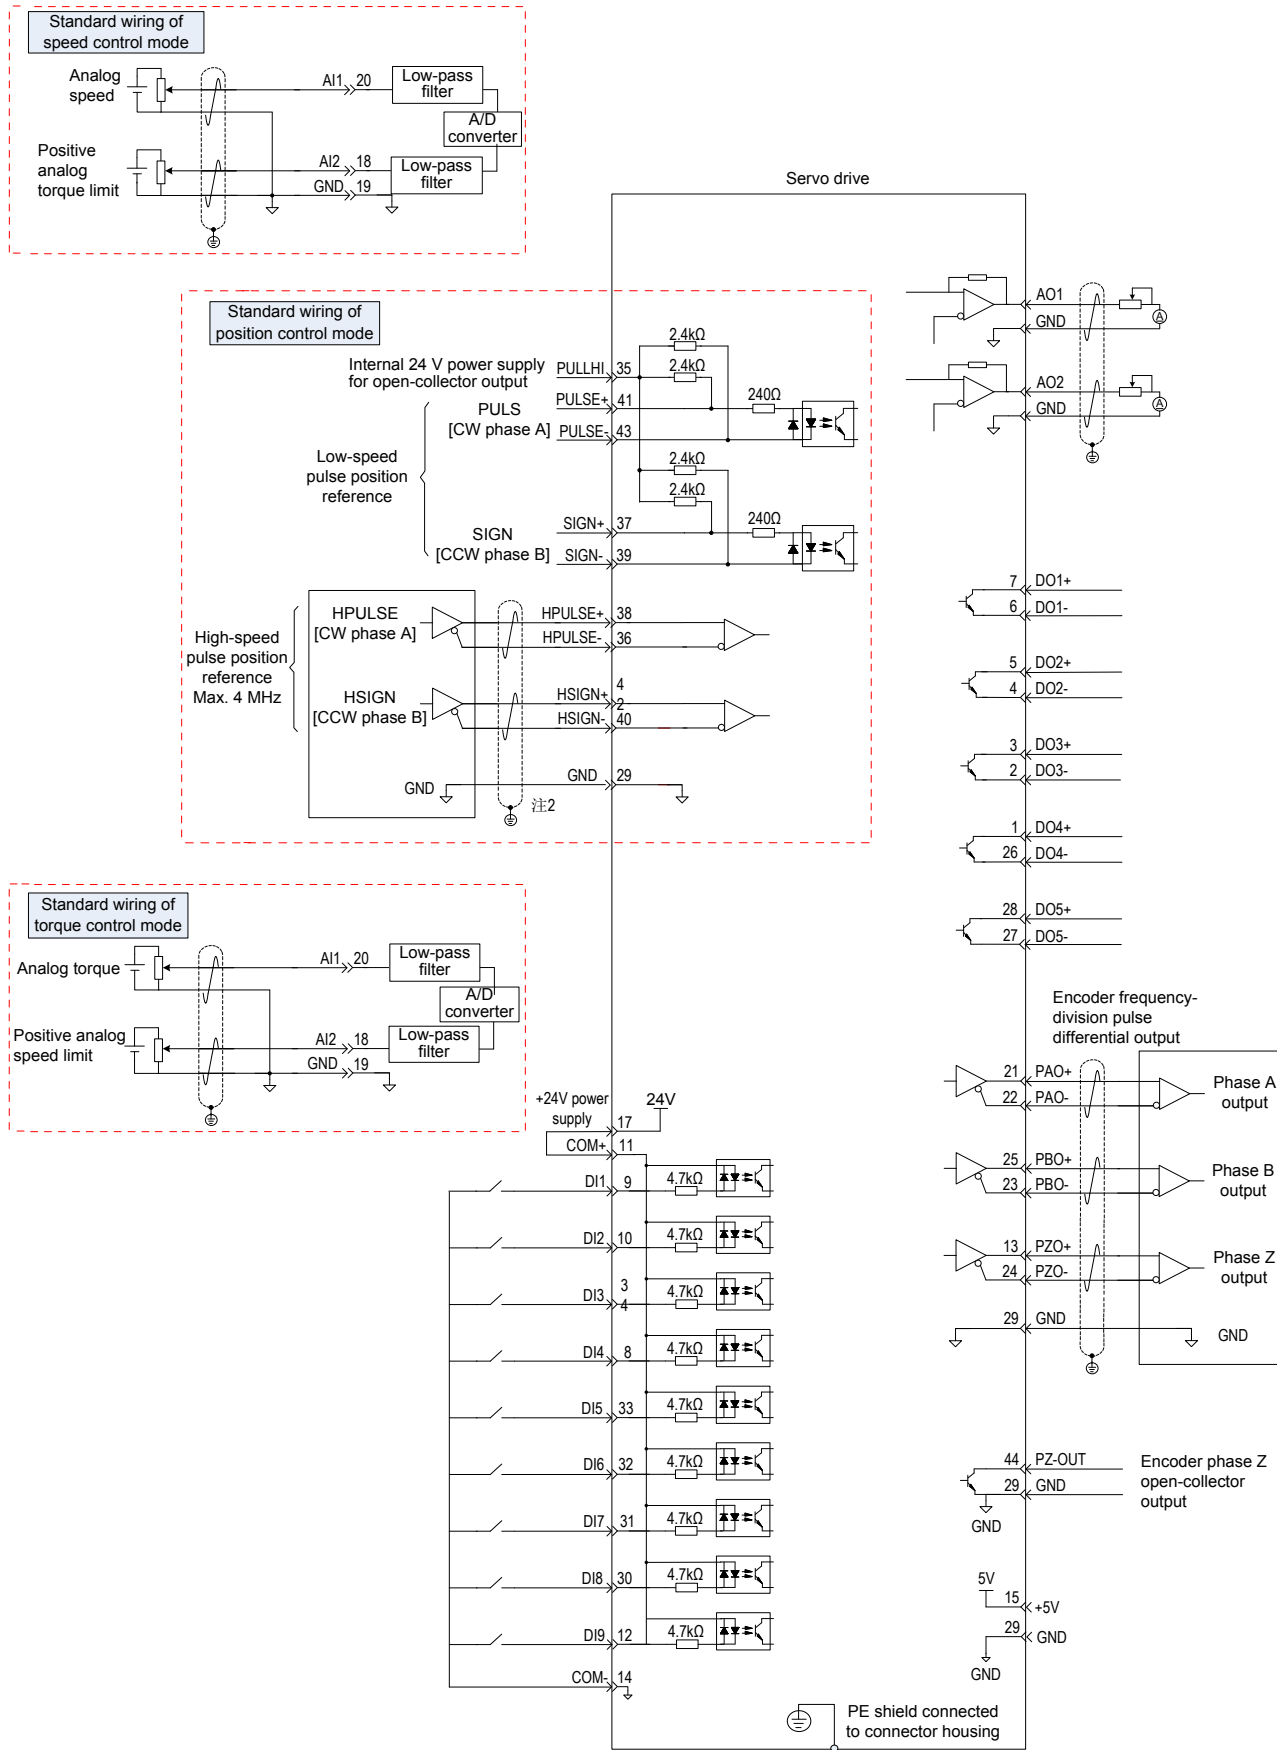 Standard wiring of
speed control mode
Analog
speed
AI1
20
Low-pass
filter
A/D
converter
Positive
analog
torque limit
AI2
18
GND
19
Low-pass
filter
Servo drive
Standard wiring of
position control mode
Internal 24 V power supply
for open-collector output
PULLHI
35
2.4kΩ
2.4kΩ
PULS
[CW phase A]
PULSE+
41
240Ω
PULSE-
43
Low-speed
pulse position
reference
2.4kΩ
2.4kΩ
SIGN
[CCW phase B]
SIGN+
37
240Ω
SIGN-
39
High-speed
pulse position
reference
Max. 4 MHz
HPULSE
[CW phase A]
HPULSE+
38
HPULSE-
36
HSIGN
[CCW phase B]
HSIGN+
4
2
HSIGN-
40
GND
GND
29
注2
AO1
GND
A
AO2
GND
A
7
DO1+
6
DO1-
5
DO2+
4
DO2-
3
DO3+
2
DO3-
1
DO4+
26
DO4-
28
DO5+
27
DO5-
Standard wiring of
torque control mode
Analog torque
AI1
20
Low-pass
filter
A/D
converter
Positive analog
speed limit
AI2
18
GND
19
Low-pass
filter
Encoder frequency-
division pulse
differential output
21
PAO+
22
PAO-
Phase A
output
25
PBO+
23
PBO-
Phase B
output
13
PZO+
24
PZO-
Phase Z
output
29
GND
GND
+24V power
supply
17
24V
COM+
11
DI1
9
4.7kΩ
DI2
10
4.7kΩ
DI3
3
4
4.7kΩ
DI4
8
4.7kΩ
DI5
33
4.7kΩ
DI6
32
4.7kΩ
DI7
31
4.7kΩ
DI8
30
4.7kΩ
DI9
12
4.7kΩ
COM-
14
44
PZ-OUT
29
GND
GND
Encoder phase Z
open-collector
output
5V
15
+5V
29
GND
GND
PE shield connected
to connector housing